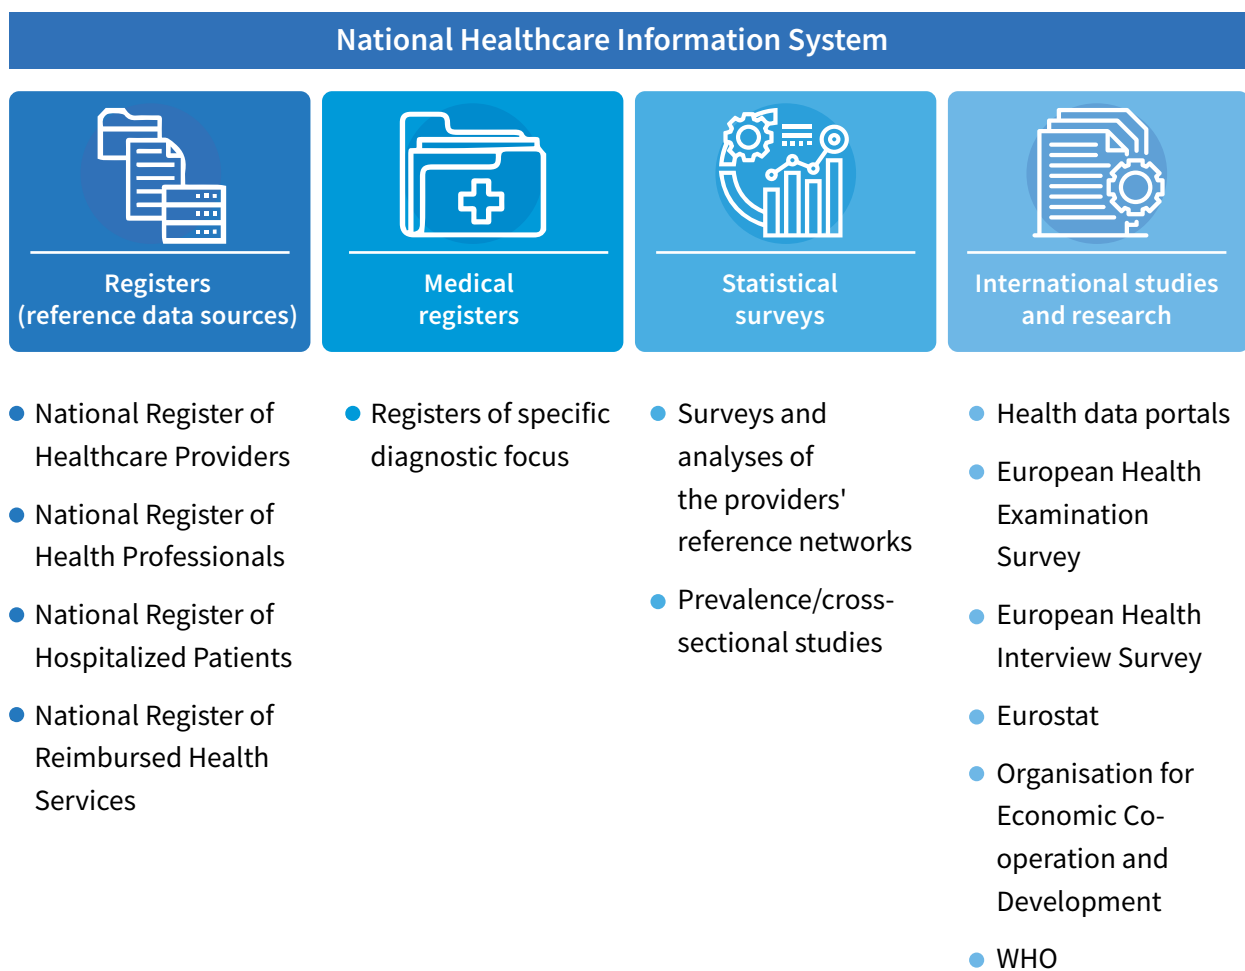 National Healthcare Information System
Registers
(reference data sources)
National Register of
Healthcare Providers
National Register of
Health Professionals
National Register of
Hospitalized Patients
National Register of
Reimbursed Health
Services
Medical
registers
Registers of specific
diagnostic focus
Statistical
surveys
Surveys and
analyses of
the providers'
reference networks
Prevalence/cross-
sectional studies
International studies
and research
Health data portals
European Health
Examination
Survey
European Health
Interview Survey
Eurostat
Organisation for
Economic Co-
operation and
Development
WHO